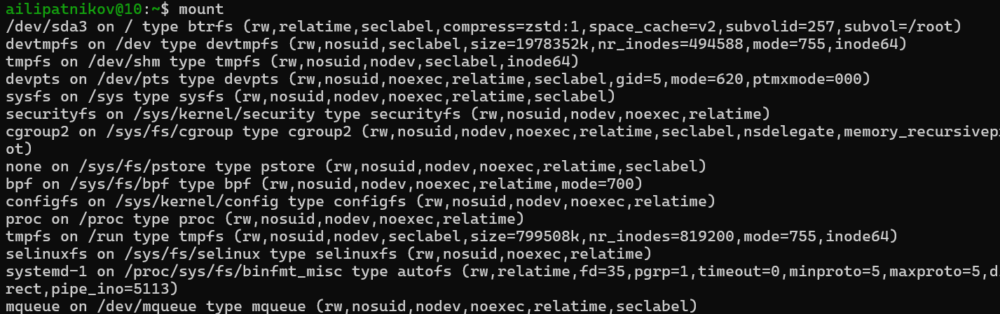 ailipatnikov@10:~$ mount
/dev/sda3 on / type btrfs (rw,relatime,seclabel,compress=zstd:1,space_cache=v2,subvolid=257,subvol=/root)
devtmpfs on /dev type devtmpfs (rw,nosuid,seclabel,size=1978352k,nr_inodes=494588,mode=755,inode64)
tmpfs on /dev/shm type tmpfs (rw,nosuid,nodev,seclabel,inode64)
devpts on /dev/pts type devpts (rw,nosuid,noexec,relatime,seclabel,gid=5,mode=620,ptmxmode=000)
sysfs on /sys type sysfs (rw,nosuid,nodev,noexec,relatime,seclabel)
securityfs on /sys/kernel/security type securityfs (rw,nosuid,nodev,noexec,relatime)
cgroup2 on /sys/fs/cgroup type cgroup2 (rw,nosuid,nodev,noexec,relatime,seclabel,nsdelegate,memory_recursivepr
ot)
none on /sys/fs/pstore type pstore (rw,nosuid,nodev,noexec,relatime,seclabel)
bpf on /sys/fs/bpf type bpf (rw,nosuid,nodev,noexec,relatime,mode=700)
configfs on /sys/kernel/config type configfs (rw,nosuid,nodev,noexec,relatime)
proc on /proc type proc (rw,nosuid,nodev,noexec,relatime)
tmpfs on /run type tmpfs (rw,nosuid,nodev,seclabel,size=799508k,nr_inodes=819200,mode=755,inode64)
selinuxfs on /sys/fs/selinux type selinuxfs (rw,nosuid,noexec,relatime)
systemd-1 on /proc/sys/fs/binfmt_misc type autofs (rw,relatime,fd=35,pgrp=1,timeout=0,minproto=5,maxproto=5,di
rect,pipe_ino=5113)
mqueue on /dev/mqueue type mqueue (rw,nosuid,nodev,noexec,relatime,seclabel)